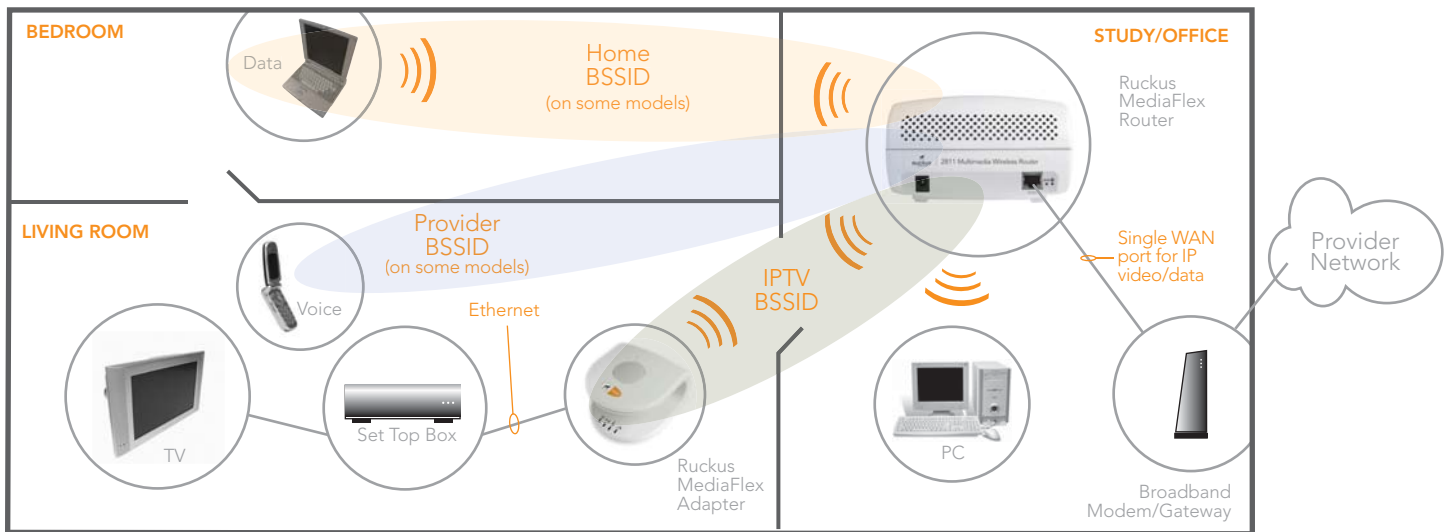 BEDROOM
Data
Home
BSSID
(on some models)
STUDY/OFFICE
Ruckus
MediaFlex
Router
2811 Multimedia Wireless Router
LIVING ROOM
Provider
BSSID
(on some models)
Voice
IPTV
BSSID
Single WAN
port for IP
video/data
Provider
Network
Ethernet
TV
Set Top Box
Ruckus
MediaFlex
Adapter
PC
Broadband
Modem/Gateway